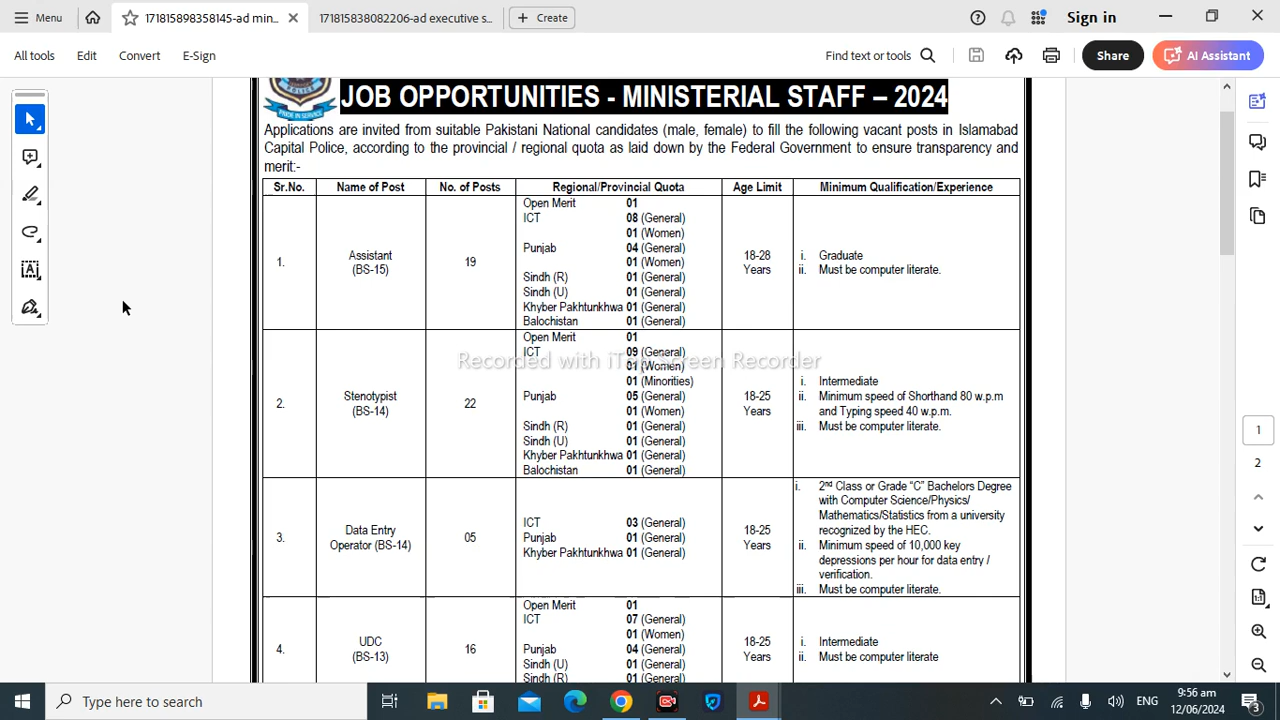 Menu
171815898358145-ad min...
171815838082206-ad executive s...
Create
Sign in
All tools
Edit
Convert
E-Sign
Find text or tools
Share
AI Assistant
PRIDE IN SERVICE
JOB OPPORTUNITIES - MINISTERIAL STAFF – 2024
Applications are invited from suitable Pakistani National candidates (male, female) to fill the following vacant posts in Islamabad
Capital Police, according to the provincial / regional quota as laid down by the Federal Government to ensure transparency and
merit:-
Sr.No. Name of Post No. of Posts Regional/Provincial Quota Age Limit Minimum Qualification/Experience
1.
Assistant
(BS-15)
19
Open Merit 01
ICT 08 (General)
01 (Women)
Punjab 04 (General)
01 (Women)
Sindh (R) 01 (General)
Sindh (U) 01 (General)
Khyber Pakhtunkhwa 01 (General)
Balochistan 01 (General)
18-28
Years
i. Graduate
ii. Must be computer literate.
2.
Stenotypist
(BS-14)
22
Open Merit 01
ICT 09 (General)
01 (Women)
01 (Minorities)
Punjab 05 (General)
01 (Women)
Sindh (R) 01 (General)
Sindh (U) 01 (General)
Khyber Pakhtunkhwa 01 (General)
Balochistan 01 (General)
18-25
Years
i. Intermediate
ii. Minimum speed of Shorthand 80 w.p.m
and Typing speed 40 w.p.m.
iii. Must be computer literate.
Recorded with iTop Screen Recorder
3.
Data Entry
Operator (BS-14)
05
ICT 03 (General)
Punjab 01 (General)
Khyber Pakhtunkhwa 01 (General)
18-25
Years
i. 2nd Class or Grade “C” Bachelors Degree
with Computer Science/Physics/
Mathematics/Statistics from a university
recognized by the HEC.
ii. Minimum speed of 10,000 key
depressions per hour for data entry /
verification.
iii. Must be computer literate.
4.
UDC
(BS-13)
16
Open Merit 01
ICT 07 (General)
01 (Women)
Punjab 04 (General)
Sindh (U) 01 (General)
Sindh (R) 01 (General)
18-25
Years
i. Intermediate
ii. Must be computer literate
1
2
Type here to search
ENG
9:56 am
12/06/2024
3